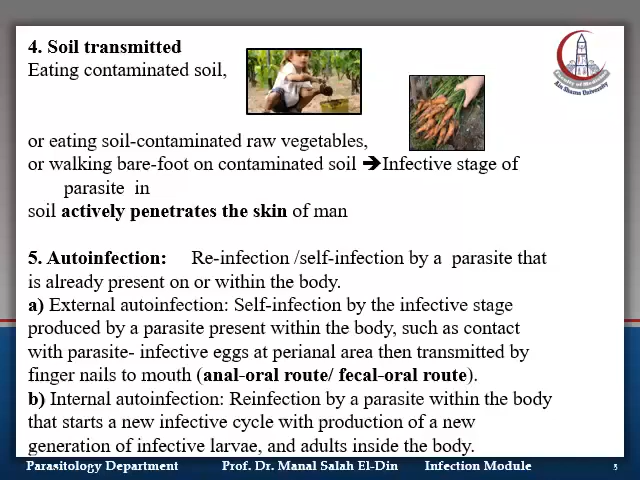 4. Soil transmitted
Eating contaminated soil,
or eating soil-contaminated raw vegetables,
or walking bare-foot on contaminated soil ➔Infective stage of
parasite in
soil actively penetrates the skin of man
5. Autoinfection: Re-infection /self-infection by a parasite that
is already present on or within the body.
a) External autoinfection: Self-infection by the infective stage
produced by a parasite present within the body, such as contact
with parasite- infective eggs at perianal area then transmitted by
finger nails to mouth (anal-oral route/ fecal-oral route).
b) Internal autoinfection: Reinfection by a parasite within the body
that starts a new infective cycle with production of a new
generation of infective larvae, and adults inside the body.
Parasitology Department Prof. Dr. Manal Salah El-Din Infection Module
Ain Shams University